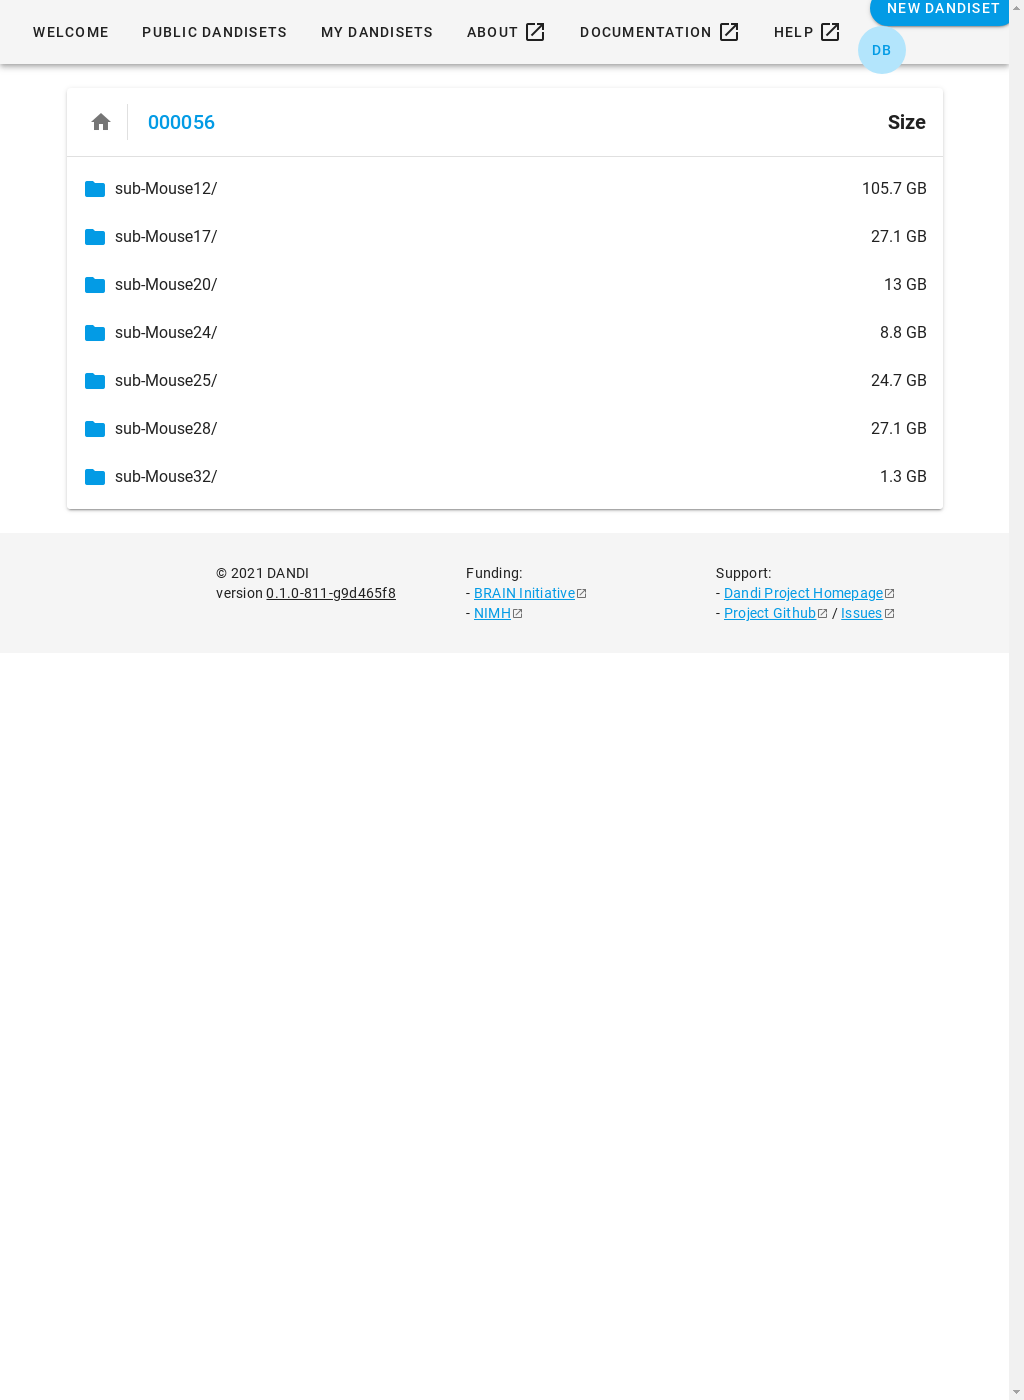 NEW DANDISET
WELCOME PUBLIC DANDISETS MY DANDISETS ABOUT DOCUMENTATION HELP
DB
000056 Size
sub-Mouse12/ 105.7 GB
sub-Mouse17/ 27.1 GB
sub-Mouse20/ 13 GB
sub-Mouse24/ 8.8 GB
sub-Mouse25/ 24.7 GB
sub-Mouse28/ 27.1 GB
sub-Mouse32/ 1.3 GB
© 2021 DANDI
version 0.1.0-811-g9d465f8
Funding:
- BRAIN Initiative
- NIMH
Support:
- Dandi Project Homepage
- Project Github / Issues